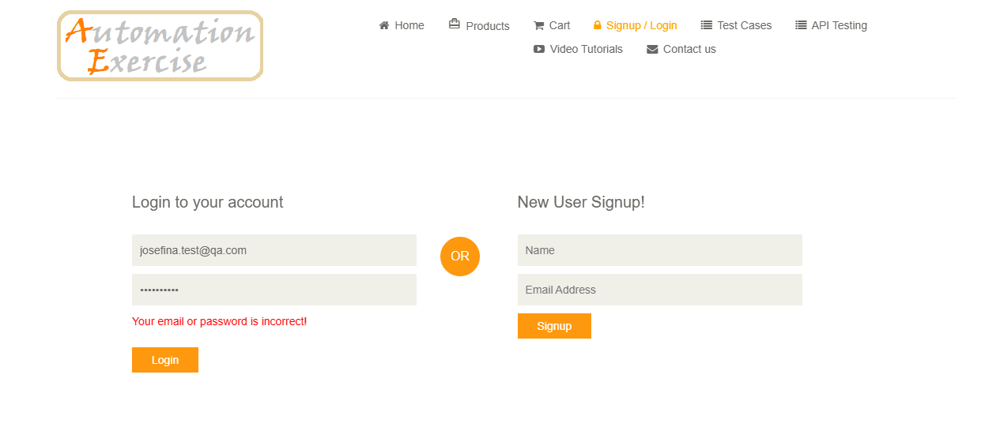 Automation
Exercise
Home Products Cart Signup / Login Test Cases API Testing
Video Tutorials Contact us
Login to your account
josefina.test@qa.com
••••••••••
Your email or password is incorrect!
Login
OR
New User Signup!
Name
Email Address
Signup